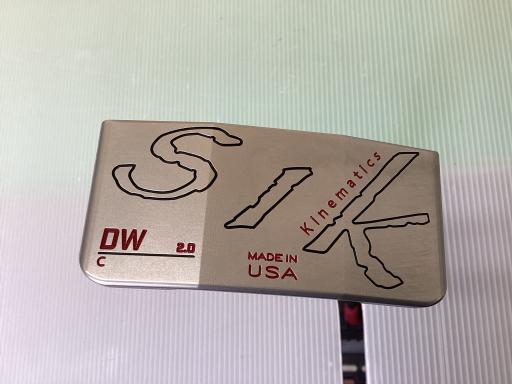 SIK
Kinematics
DW 2.0
C
MADE IN
USA